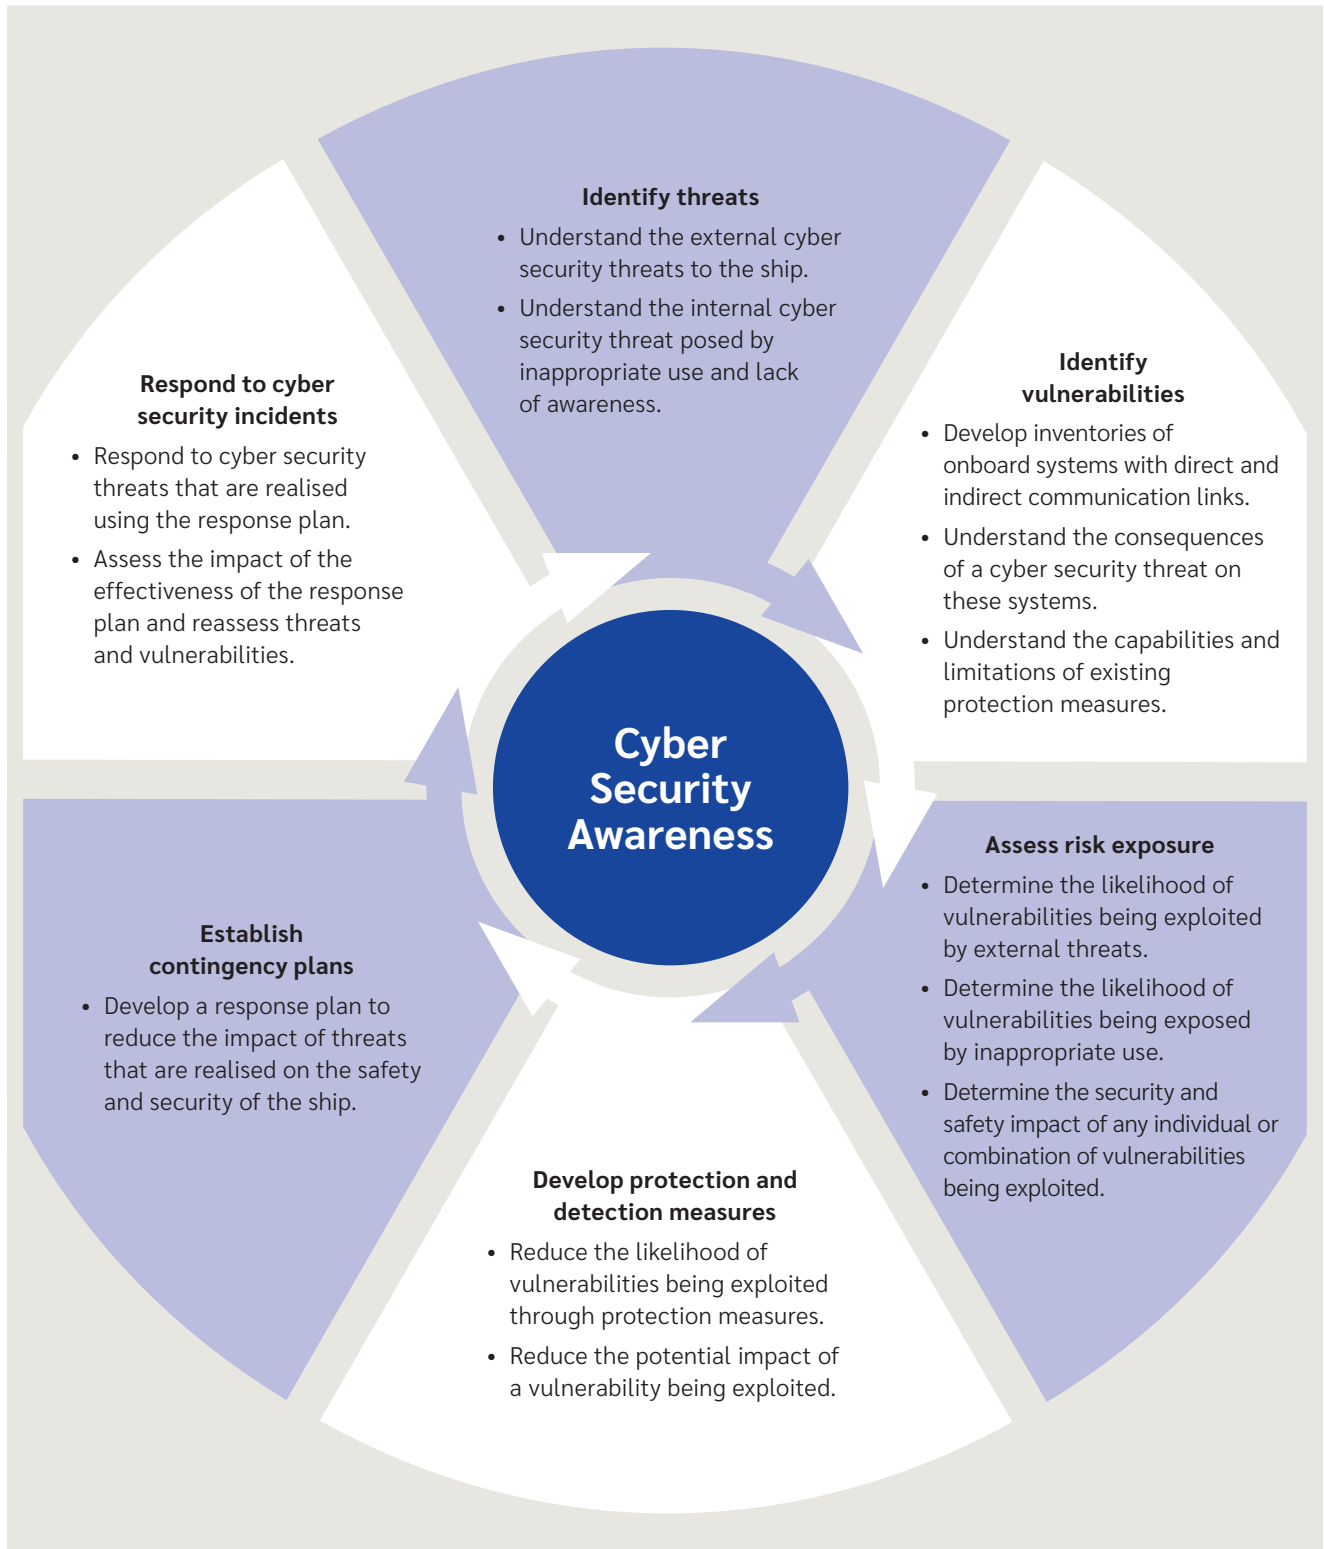 Identify threats
• Understand the external cyber
security threats to the ship.
• Understand the internal cyber
security threat posed by
inappropriate use and lack
of awareness.
Identify
vulnerabilities
• Develop inventories of
onboard systems with direct and
indirect communication links.
• Understand the consequences
of a cyber security threat on
these systems.
• Understand the capabilities and
limitations of existing
protection measures.
Assess risk exposure
• Determine the likelihood of
vulnerabilities being exploited
by external threats.
• Determine the likelihood of
vulnerabilities being exposed
by inappropriate use.
• Determine the security and
safety impact of any individual or
combination of vulnerabilities
being exploited.
Develop protection and
detection measures
• Reduce the likelihood of
vulnerabilities being exploited
through protection measures.
• Reduce the potential impact of
a vulnerability being exploited.
Establish
contingency plans
• Develop a response plan to
reduce the impact of threats
that are realised on the safety
and security of the ship.
Respond to cyber
security incidents
• Respond to cyber security
threats that are realised
using the response plan.
• Assess the impact of the
effectiveness of the response
plan and reassess threats
and vulnerabilities.
Cyber
Security
Awareness